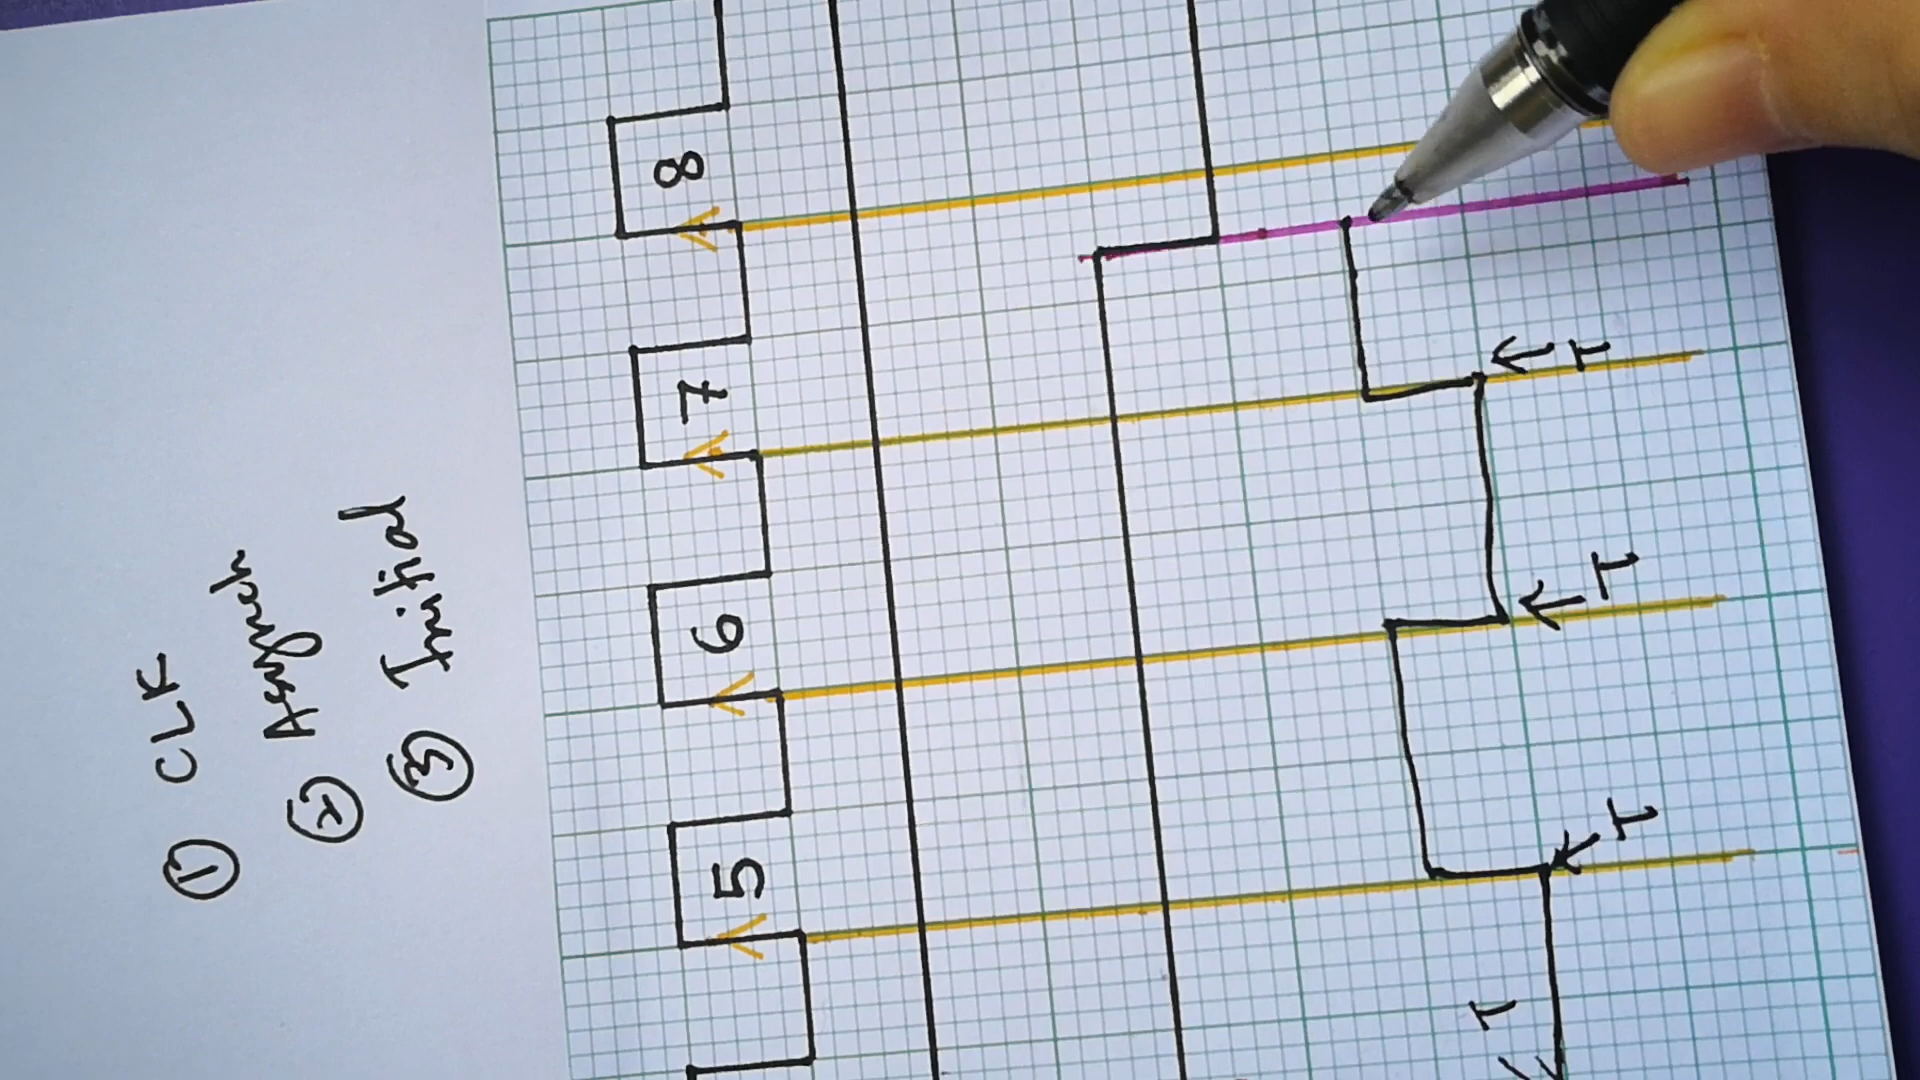 ① CLK
② Asynch
③ Initial
5 6 7 8
T T T T